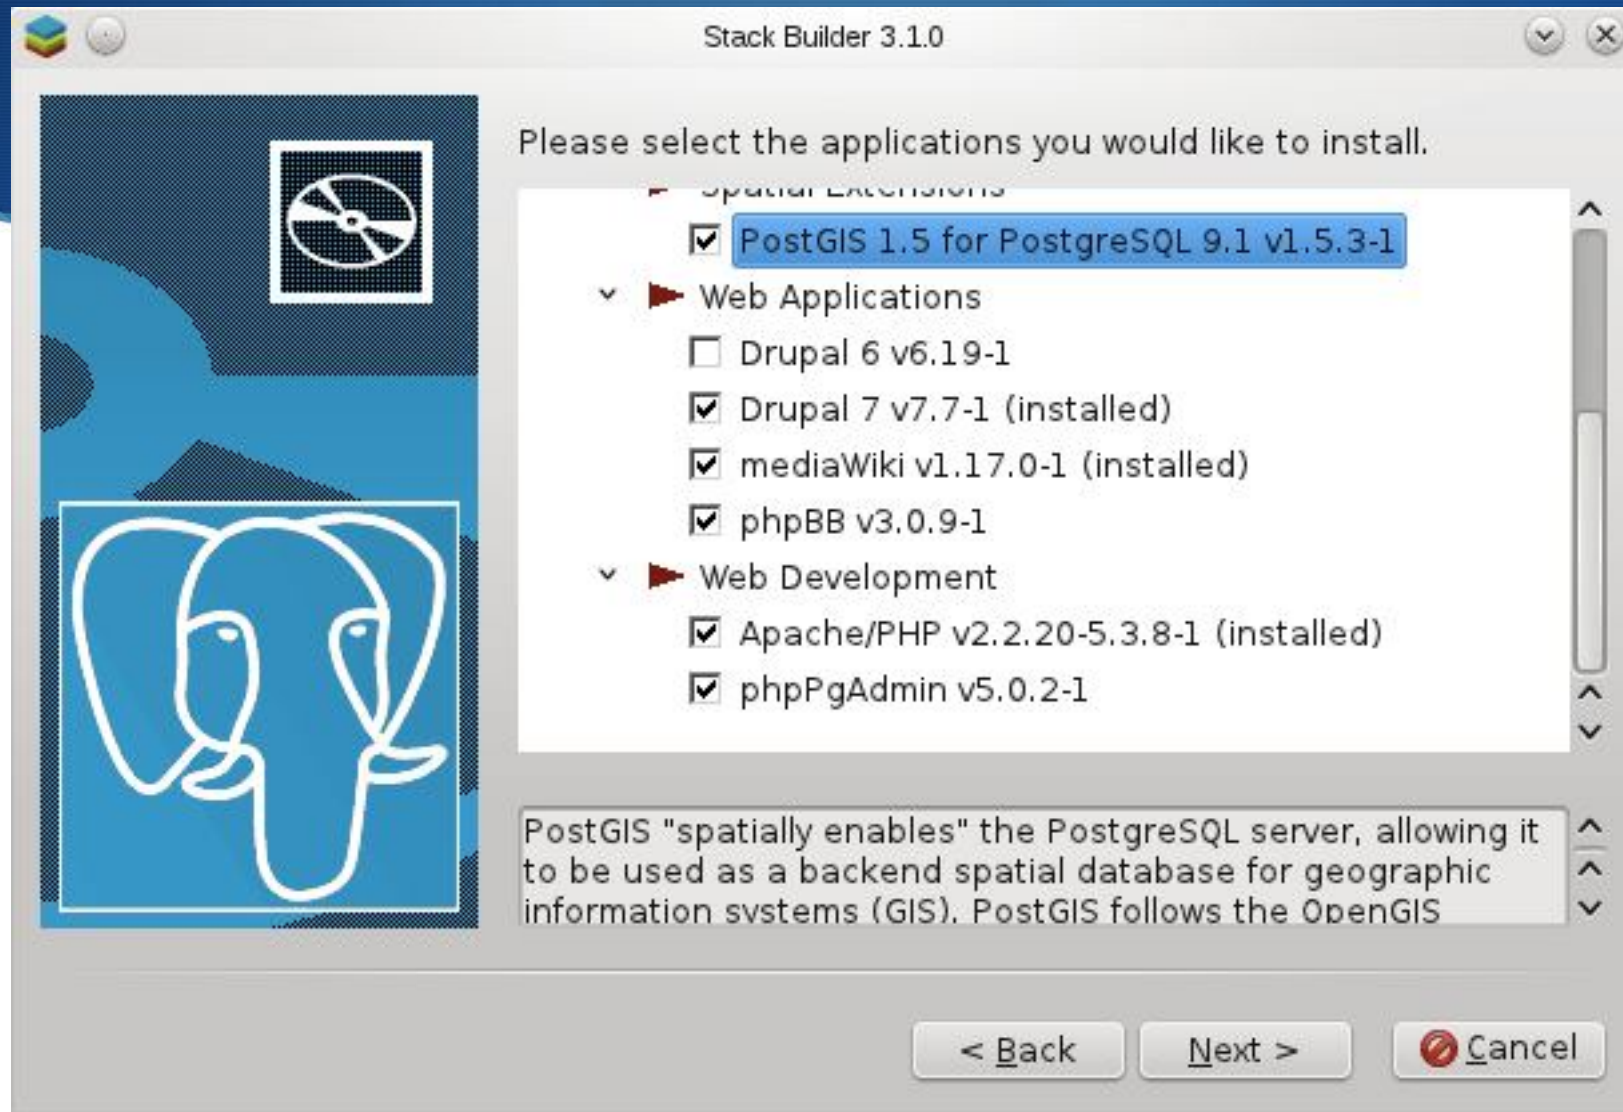 Stack Builder 3.1.0
Please select the applications you would like to install.
Spatial Extensions
PostGIS 1.5 for PostgreSQL 9.1 v1.5.3-1
Web Applications
Drupal 6 v6.19-1
Drupal 7 v7.7-1 (installed)
mediaWiki v1.17.0-1 (installed)
phpBB v3.0.9-1
Web Development
Apache/PHP v2.2.20-5.3.8-1 (installed)
phpPgAdmin v5.0.2-1
PostGIS "spatially enables" the PostgreSQL server, allowing it
to be used as a backend spatial database for geographic
information systems (GIS). PostGIS follows the OpenGIS
< Back
Next >
Cancel